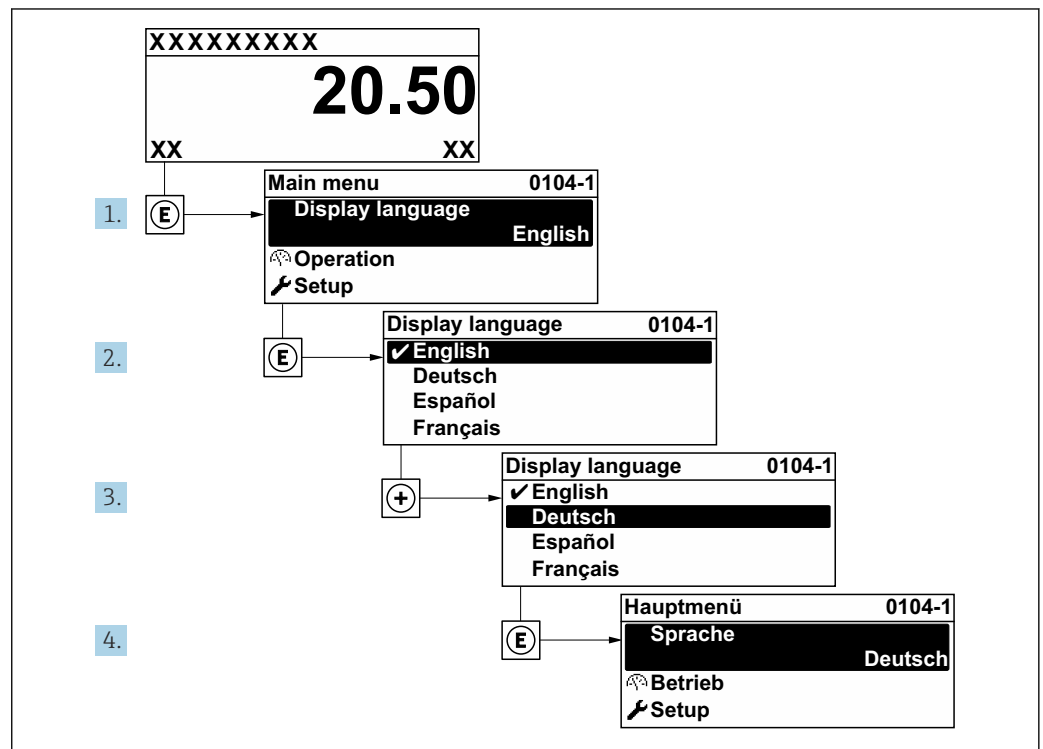 XXXXXXXXX
20.50
XX XX
1. E
Main menu 0104-1
Display language
English
Operation
Setup
2. E
Display language 0104-1
✔English
Deutsch
Español
Français
3. +
Display language 0104-1
✔English
Deutsch
Español
Français
4. E
Hauptmenü 0104-1
Sprache
Deutsch
Betrieb
Setup